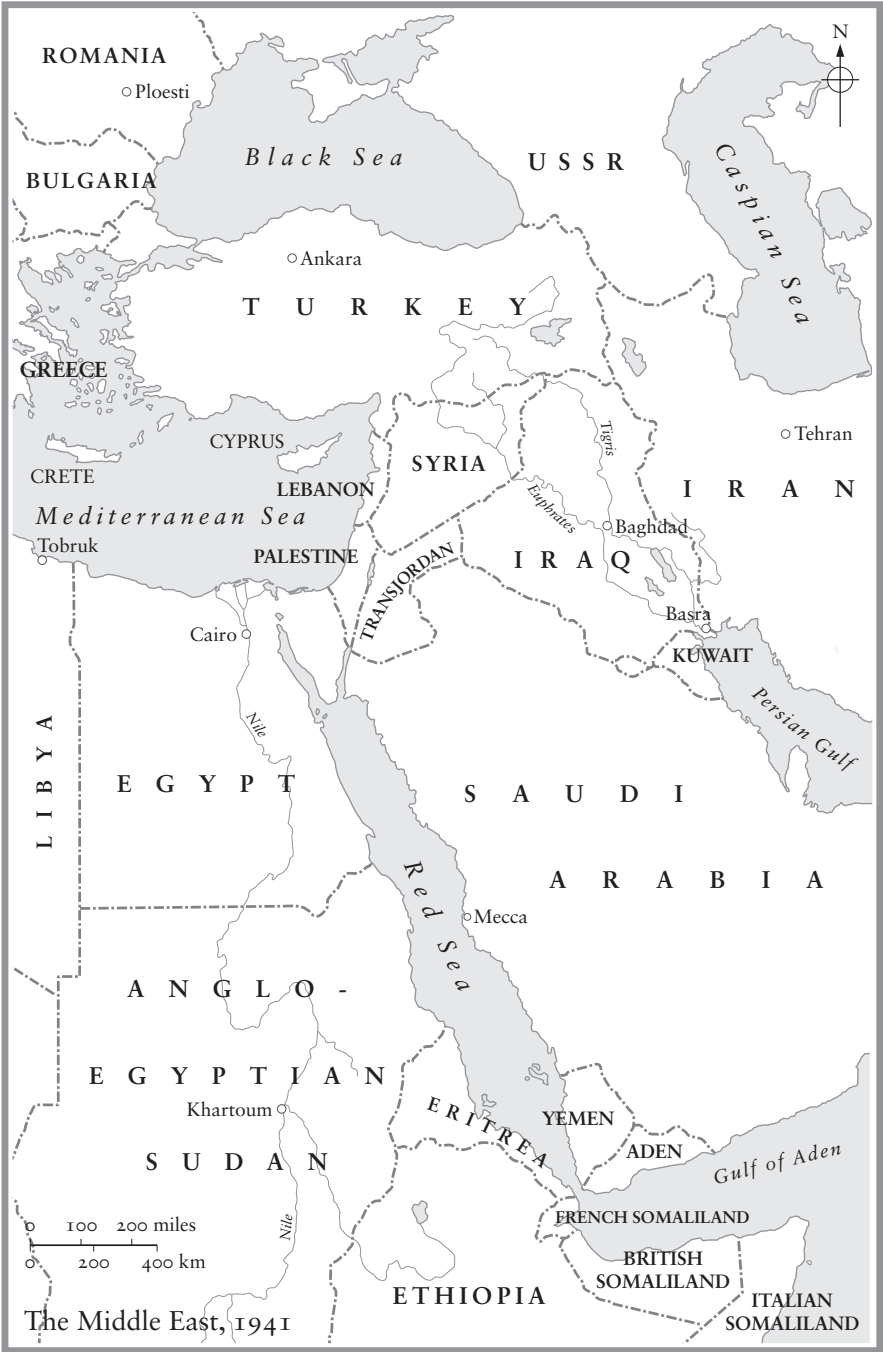 N
ROMANIA
Ploesti
Black Sea
USSR
Caspian Sea
BULGARIA
Ankara
TURKEY
GREECE
Tigris
Tehran
CYPRUS
SYRIA
CRETE
LEBANON
IRAN
Euphrates
Mediterranean Sea
Baghdad
Tobruk
PALESTINE
TRANSJORDAN
IRAQ
Basra
Cairo
KUWAIT
Persian Gulf
Nile
LIBYA
EGYPT
SAUDI
ARABIA
Red Sea
Mecca
ANGLO-
EGYPTIAN
Khartoum
ERITREA
YEMEN
SUDAN
ADEN
Gulf of Aden
Nile
FRENCH SOMALILAND
0 100 200 miles
0 200 400 km
BRITISH
SOMALILAND
ETHIOPIA
ITALIAN
SOMALILAND
The Middle East, 1941